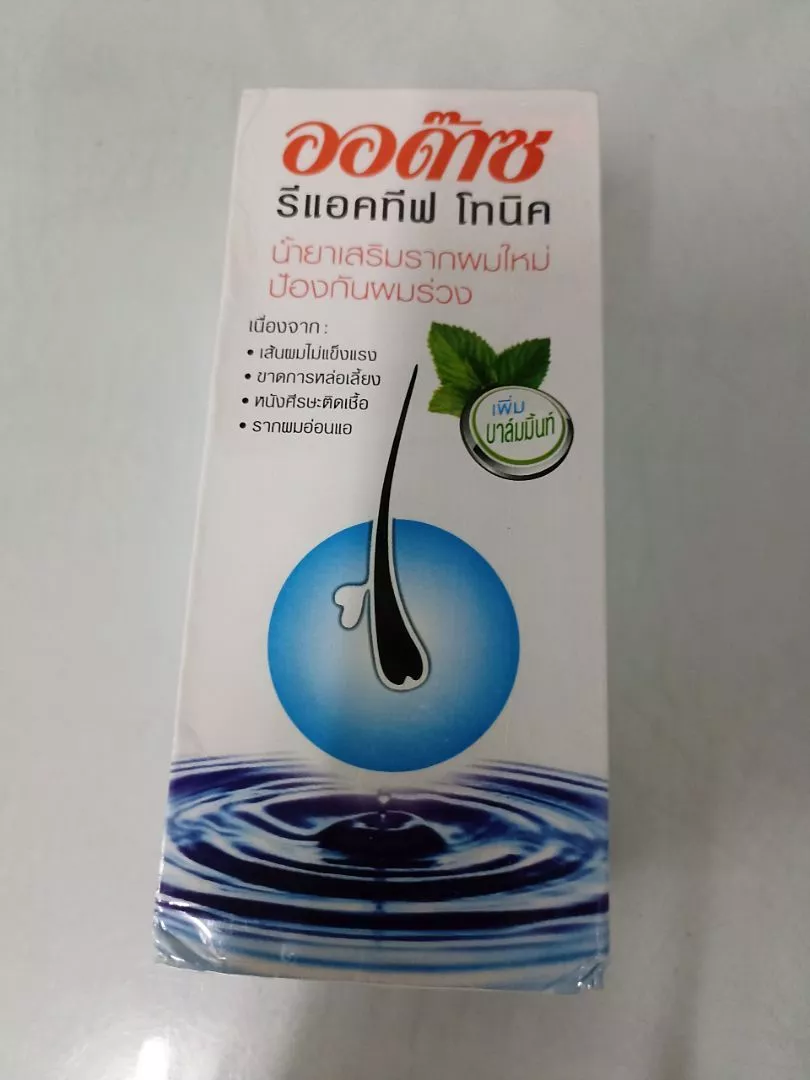 ออด๊าซ
รีแอคทีฟ โทนิค
น้ำยาเสริมรากผมใหม่
ป้องกันผมร่วง
เนื่องจาก :
• เส้นผมไม่แข็งแรง
• ขาดการหล่อเลี้ยง
• หนังศีรษะติดเชื้อ
• รากผมอ่อนแอ
เพิ่ม
บาล์มมิ้นท์